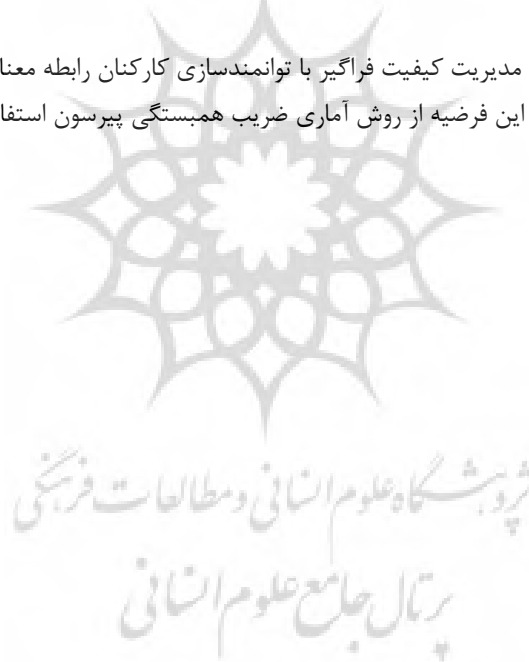 مدیریت کیفیت فراگیر با توانمندسازی کارکنان رابطه معنا
این فرضیه از روش آماری ضریب همبستگی پیرسون استفا
پژوهشگاه علوم انسانی و مطالعات فرهنگی
پرتال جامع علوم انسانی